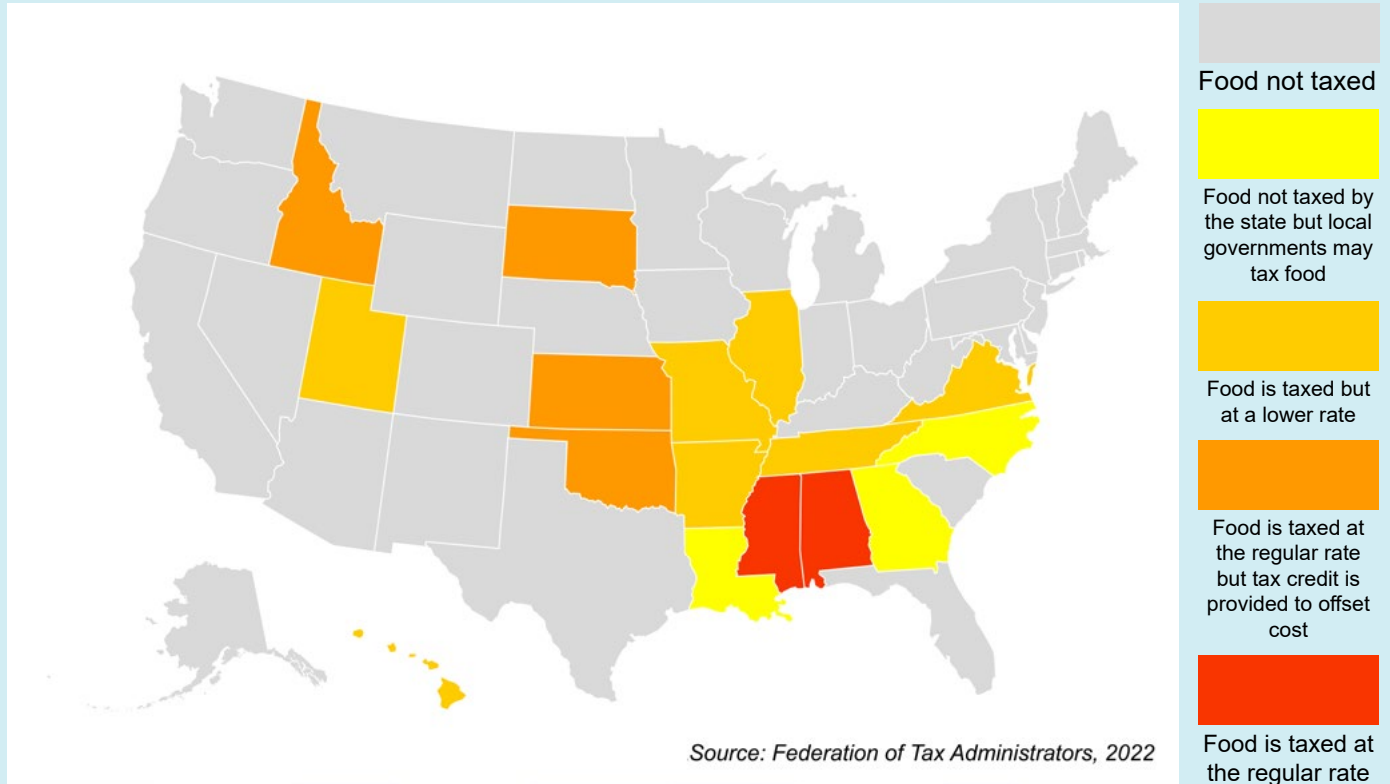 Food not taxed
Food not taxed by
the state but local
governments may
tax food
Food is taxed but
at a lower rate
Food is taxed at
the regular rate
but tax credit is
provided to offset
cost
Food is taxed at
the regular rate
Source: Federation of Tax Administrators, 2022